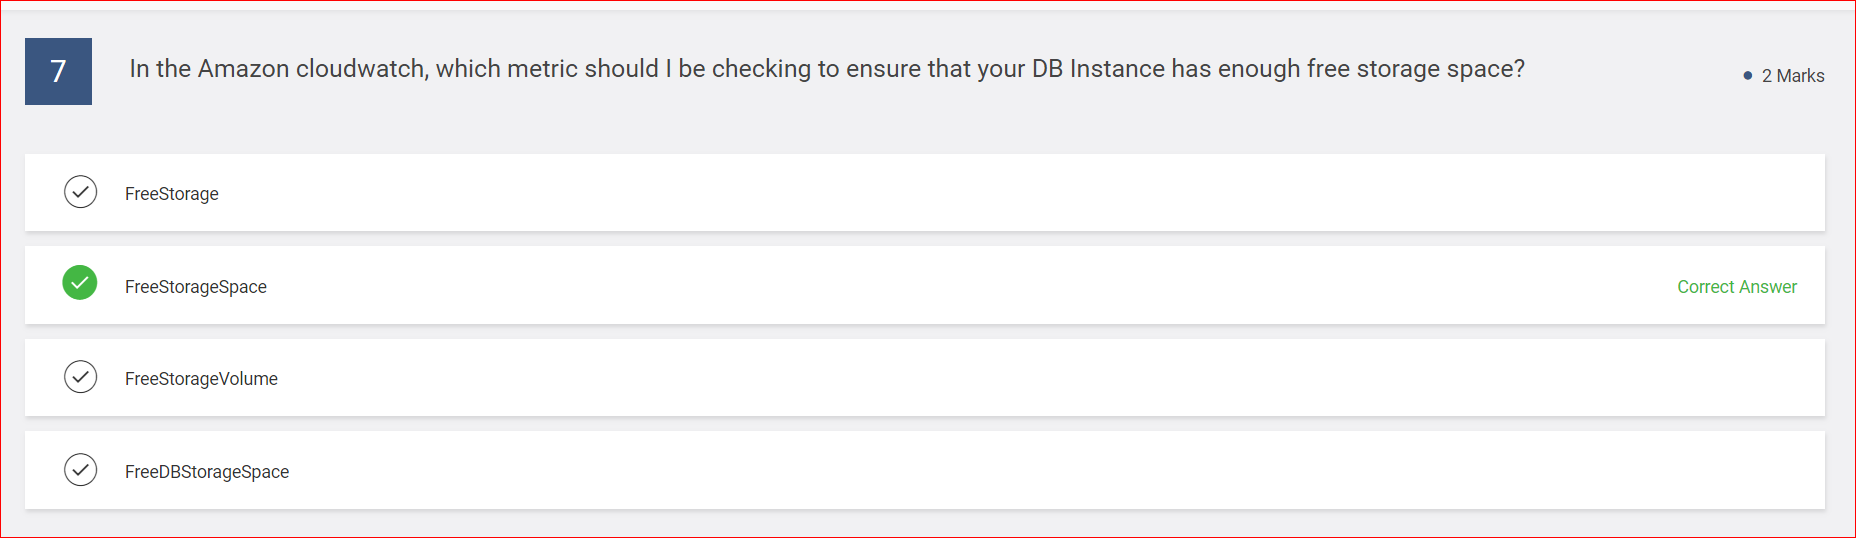 7
In the Amazon cloudwatch, which metric should I be checking to ensure that your DB Instance has enough free storage space?
2 Marks
FreeStorage
FreeStorageSpace
Correct Answer
FreeStorageVolume
FreeDBStorageSpace